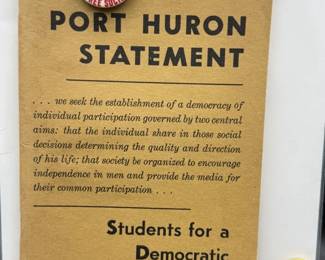 PORT HURON
STATEMENT
. . . we seek the establishment of a democracy of
individual participation governed by two central
aims: that the individual share in those social
decisions determining the quality and direction
of his life; that society be organized to encourage
independence in men and provide the media for
their common participation . . .
Students for a
Democratic